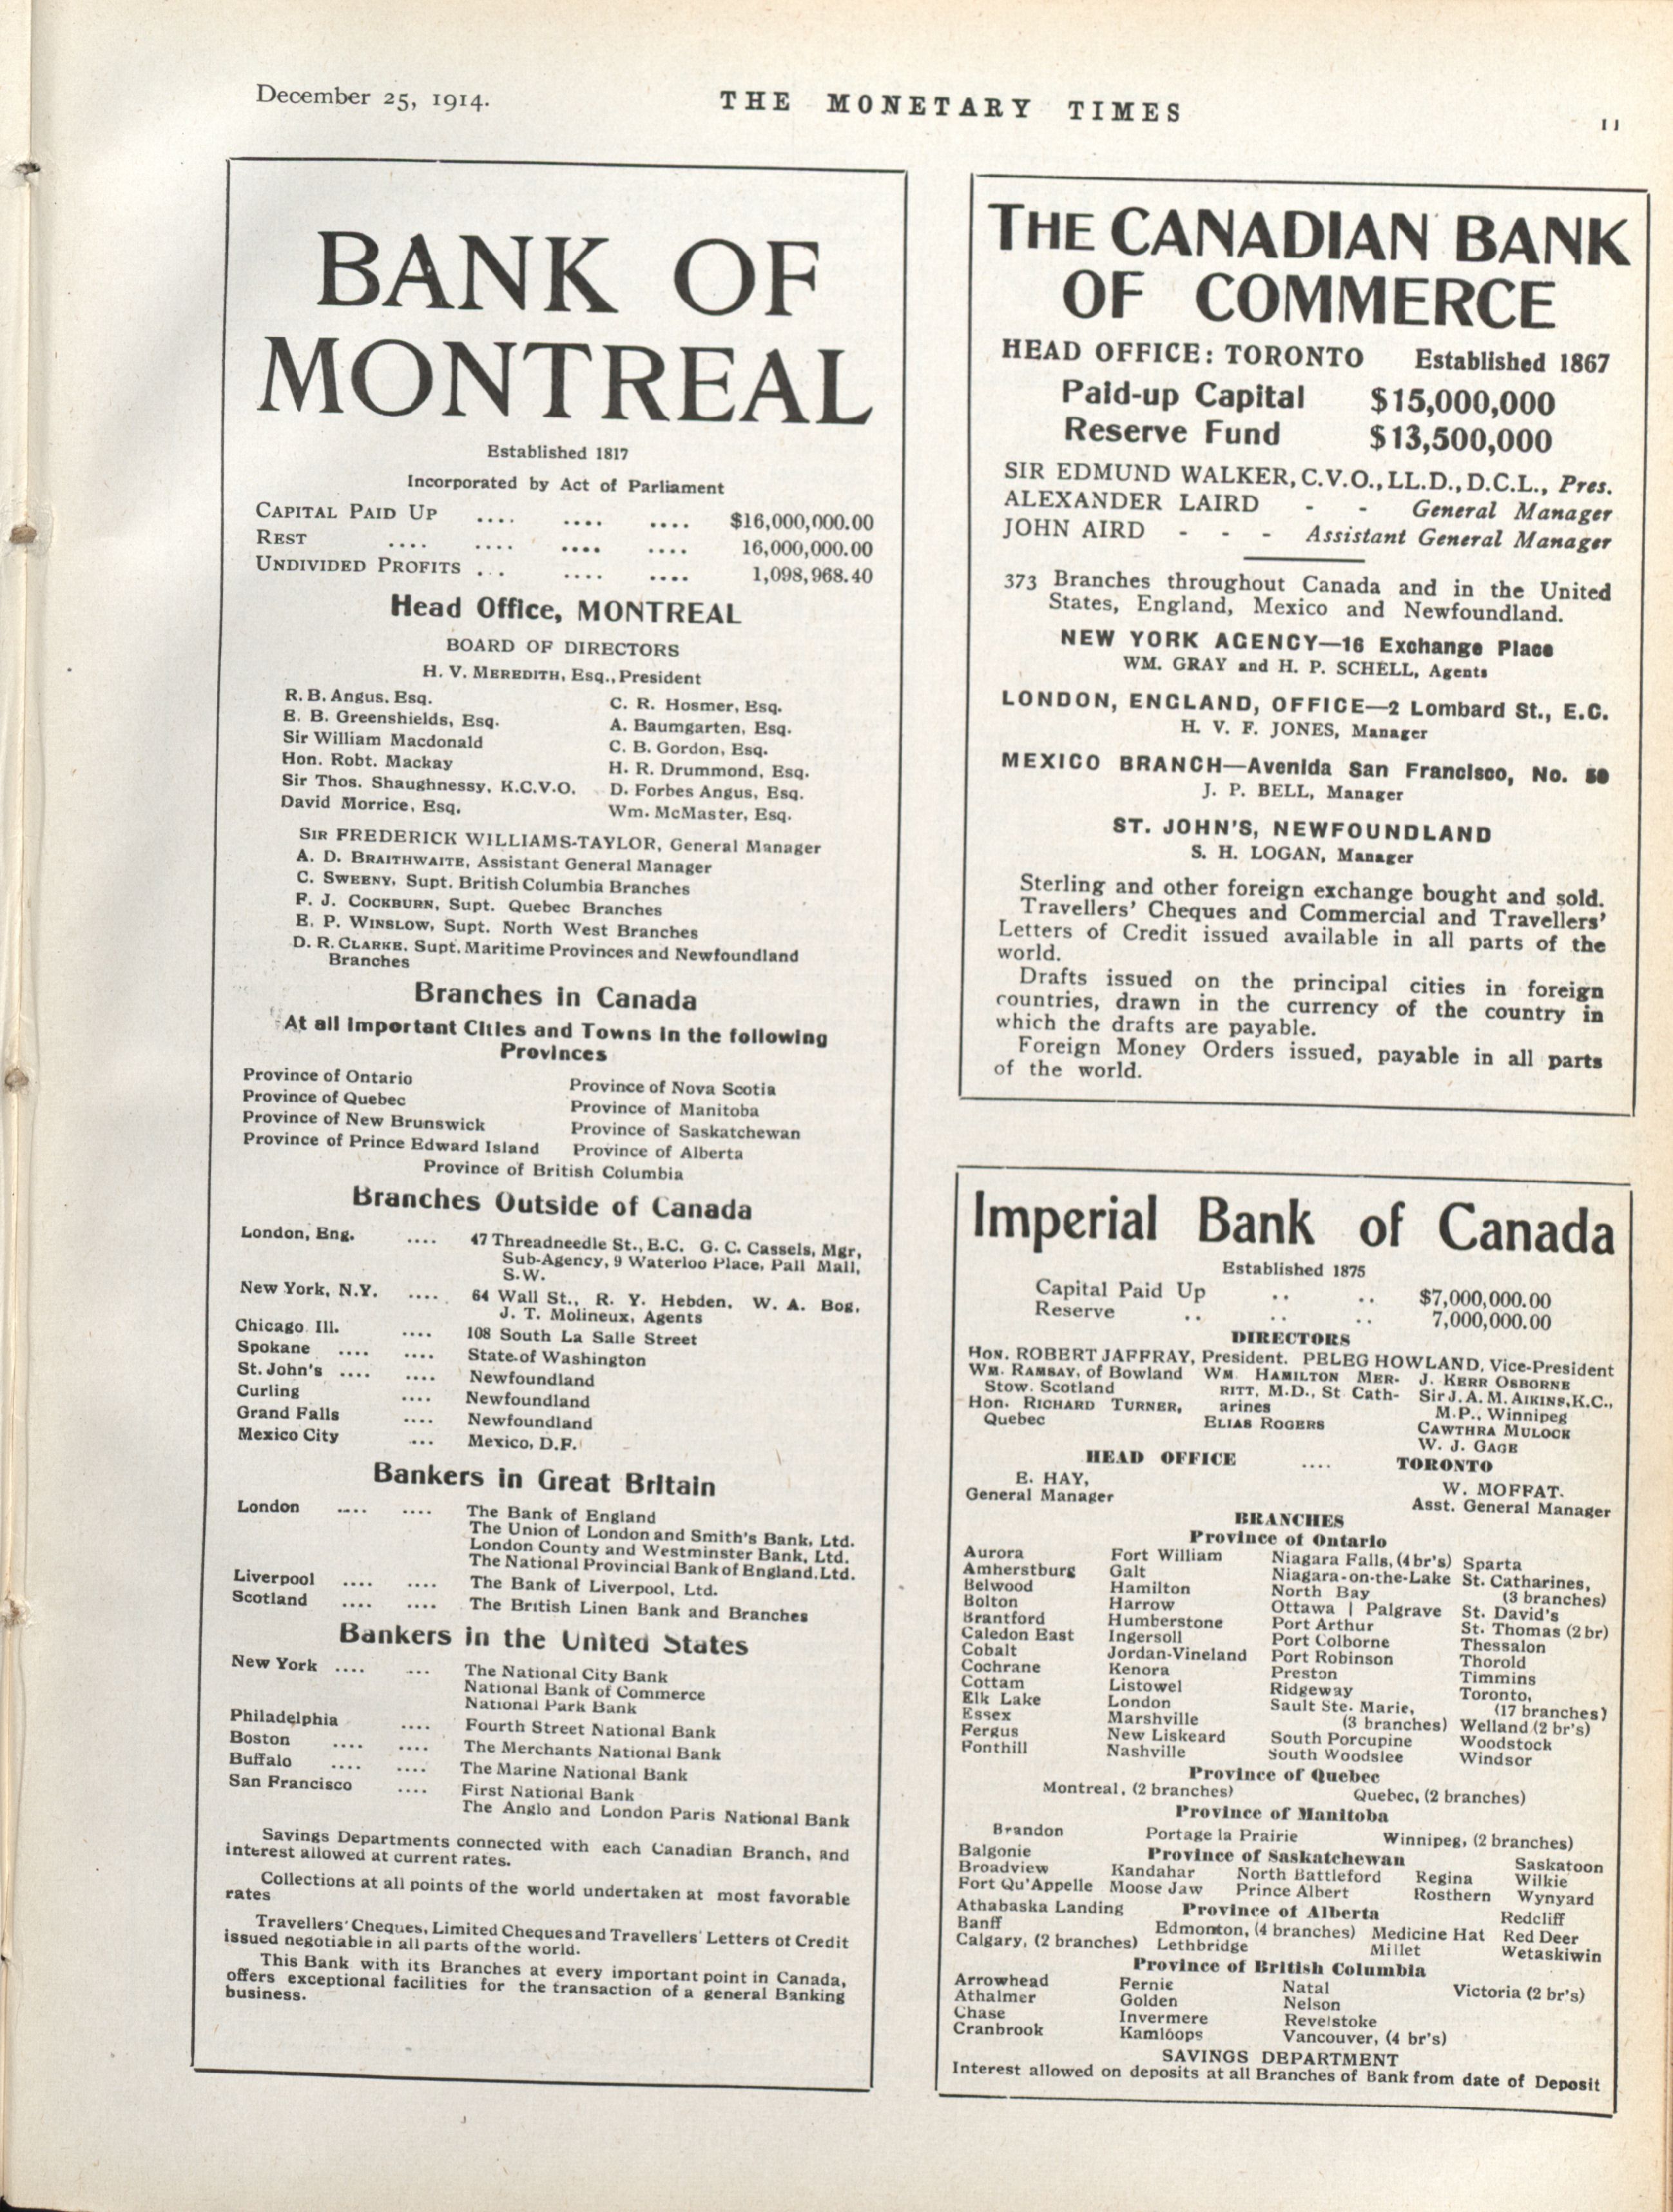 December 25, 1914.
THE MONETARY TIMES
11
BANK OF
MONTREAL
Established 1817
Incorporated by Act of Parliament
CAPITAL PAID UP .... .... .... $16,000,000.00
REST .... .... .... .... 16,000,000.00
UNDIVIDED PROFITS ... .... .... 1,098,968.40
Head Office, MONTREAL
BOARD OF DIRECTORS
H. V. MEREDITH, Esq., President
R. B. Angus, Esq. C. R. Hosmer, Esq.
E. B. Greenshields, Esq. A. Baumgarten, Esq.
Sir William Macdonald C. B. Gordon, Esq.
Hon. Robt. Mackay H. R. Drummond, Esq.
Sir Thos. Shaughnessy, K.C.V.O. D. Forbes Angus, Esq.
David Morrice, Esq. Wm. McMaster, Esq.
SIR FREDERICK WILLIAMS-TAYLOR, General Manager
A. D. BRAITHWAITE, Assistant General Manager
C. SWEENY, Supt. British Columbia Branches
F. J. COCKBURN, Supt. Quebec Branches
E. P. WINSLOW, Supt. North West Branches
D. R. CLARKE, Supt. Maritime Provinces and Newfoundland
Branches
Branches in Canada
At all Important Cities and Towns in the following
Provinces
Province of Ontario Province of Nova Scotia
Province of Quebec Province of Manitoba
Province of New Brunswick Province of Saskatchewan
Province of Prince Edward Island Province of Alberta
Province of British Columbia
Branches Outside of Canada
London, Eng. .... 47 Threadneedle St., E.C. G. C. Cassels, Mgr,
Sub-Agency, 9 Waterloo Place, Pall Mall,
S.W.
New York, N.Y. .... 64 Wall St., R. Y. Hebden, W. A. Bog,
J. T. Molineux, Agents
Chicago Ill. .... 108 South La Salle Street
Spokane .... .... State of Washington
St. John's .... .... Newfoundland
Curling .... Newfoundland
Grand Falls .... Newfoundland
Mexico City ... Mexico, D.F.
Bankers in Great Britain
London .... .... The Bank of England
The Union of London and Smith's Bank, Ltd.
London County and Westminster Bank, Ltd.
The National Provincial Bank of England, Ltd.
Liverpool .... .... The Bank of Liverpool, Ltd.
Scotland .... .... The British Linen Bank and Branches
Bankers in the United States
New York .... ... The National City Bank
National Bank of Commerce
National Park Bank
Philadelphia .... Fourth Street National Bank
Boston .... .... The Merchants National Bank
Buffalo .... .... The Marine National Bank
San Francisco .... First National Bank
The Anglo and London Paris National Bank
Savings Departments connected with each Canadian Branch, and
interest allowed at current rates.
Collections at all points of the world undertaken at most favorable
rates
Travellers' Cheques, Limited Cheques and Travellers' Letters of Credit
issued negotiable in all parts of the world.
This Bank with its Branches at every important point in Canada,
offers exceptional facilities for the transaction of a general Banking
business.
THE CANADIAN BANK
OF COMMERCE
HEAD OFFICE: TORONTO Established 1867
Paid-up Capital $15,000,000
Reserve Fund $13,500,000
SIR EDMUND WALKER, C.V.O., LL.D., D.C.L., Pres.
ALEXANDER LAIRD - - General Manager
JOHN AIRD - - - Assistant General Manager
373 Branches throughout Canada and in the United
States, England, Mexico and Newfoundland.
NEW YORK AGENCY—16 Exchange Place
WM. GRAY and H. P. SCHELL, Agents
LONDON, ENGLAND, OFFICE—2 Lombard St., E.C.
H. V. F. JONES, Manager
MEXICO BRANCH—Avenida San Francisco, No. 50
J. P. BELL, Manager
ST. JOHN'S, NEWFOUNDLAND
S. H. LOGAN, Manager
Sterling and other foreign exchange bought and sold.
Travellers' Cheques and Commercial and Travellers'
Letters of Credit issued available in all parts of the
world.
Drafts issued on the principal cities in foreign
countries, drawn in the currency of the country in
which the drafts are payable.
Foreign Money Orders issued, payable in all parts
of the world.
Imperial Bank of Canada
Established 1875
Capital Paid Up .. .. $7,000,000.00
Reserve .. .. .. 7,000,000.00
DIRECTORS
Hon. ROBERT JAFFRAY, President. PELEG HOWLAND, Vice-President
WM. RAMSAY, of Bowland WM. HAMILTON MER- J. KERR OSBORNE
Stow, Scotland RITT, M.D., St Cath- Sir J. A. M. AIKINS, K.C.,
Hon. RICHARD TURNER, arines M.P., Winnipeg
Quebec ELIAS ROGERS CAWTHRA MULOCK
W. J. GAGE
HEAD OFFICE .... TORONTO
E. HAY, W. MOFFAT.
General Manager Asst. General Manager
BRANCHES
Province of Ontario
Aurora Fort William Niagara Falls, (4 br's) Sparta
Amherstburg Galt Niagara-on-the-Lake St. Catharines,
Belwood Hamilton North Bay (3 branches)
Bolton Harrow Ottawa | Palgrave St. David's
Brantford Humberstone Port Arthur St. Thomas (2 br)
Caledon East Ingersoll Port Colborne Thessalon
Cobalt Jordan-Vineland Port Robinson Thorold
Cochrane Kenora Preston Timmins
Cottam Listowel Ridgeway Toronto,
Elk Lake London Sault Ste. Marie, (17 branches)
Essex Marshville (3 branches) Welland (2 br's)
Fergus New Liskeard South Porcupine Woodstock
Fonthill Nashville South Woodslee Windsor
Province of Quebec
Montreal, (2 branches) Quebec, (2 branches)
Province of Manitoba
Brandon Portage la Prairie Winnipeg, (2 branches)
Balgonie Province of Saskatchewan Saskatoon
Broadview Kandahar North Battleford Regina Wilkie
Fort Qu'Appelle Moose Jaw Prince Albert Rosthern Wynyard
Athabaska Landing Province of Alberta Redcliff
Banff Edmonton, (4 branches) Medicine Hat Red Deer
Calgary, (2 branches) Lethbridge Millet Wetaskiwin
Province of British Columbia
Arrowhead Fernie Natal Victoria (2 br's)
Athalmer Golden Nelson
Chase Invermere Revelstoke
Cranbrook Kamloops Vancouver, (4 br's)
SAVINGS DEPARTMENT
Interest allowed on deposits at all Branches of Bank from date of Deposit